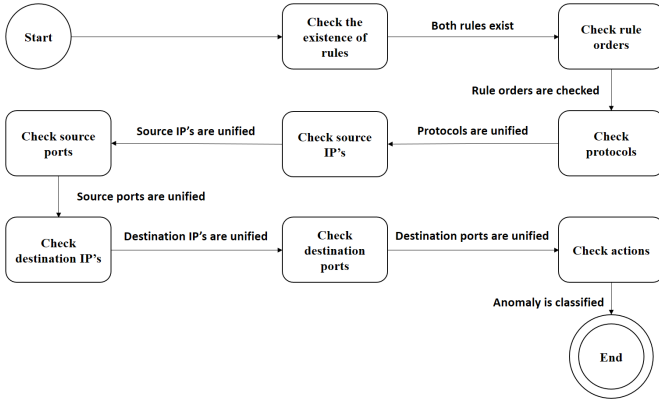 Start
Check the
existence of
rules
Both rules exist
Check rule
orders
Rule orders are checked
Check
protocols
Protocols are unified
Check source
IP's
Source IP's are unified
Check source
ports
Source ports are unified
Check
destination IP's
Destination IP's are unified
Check
destination
ports
Destination ports are unified
Check actions
Anomaly is classified
End